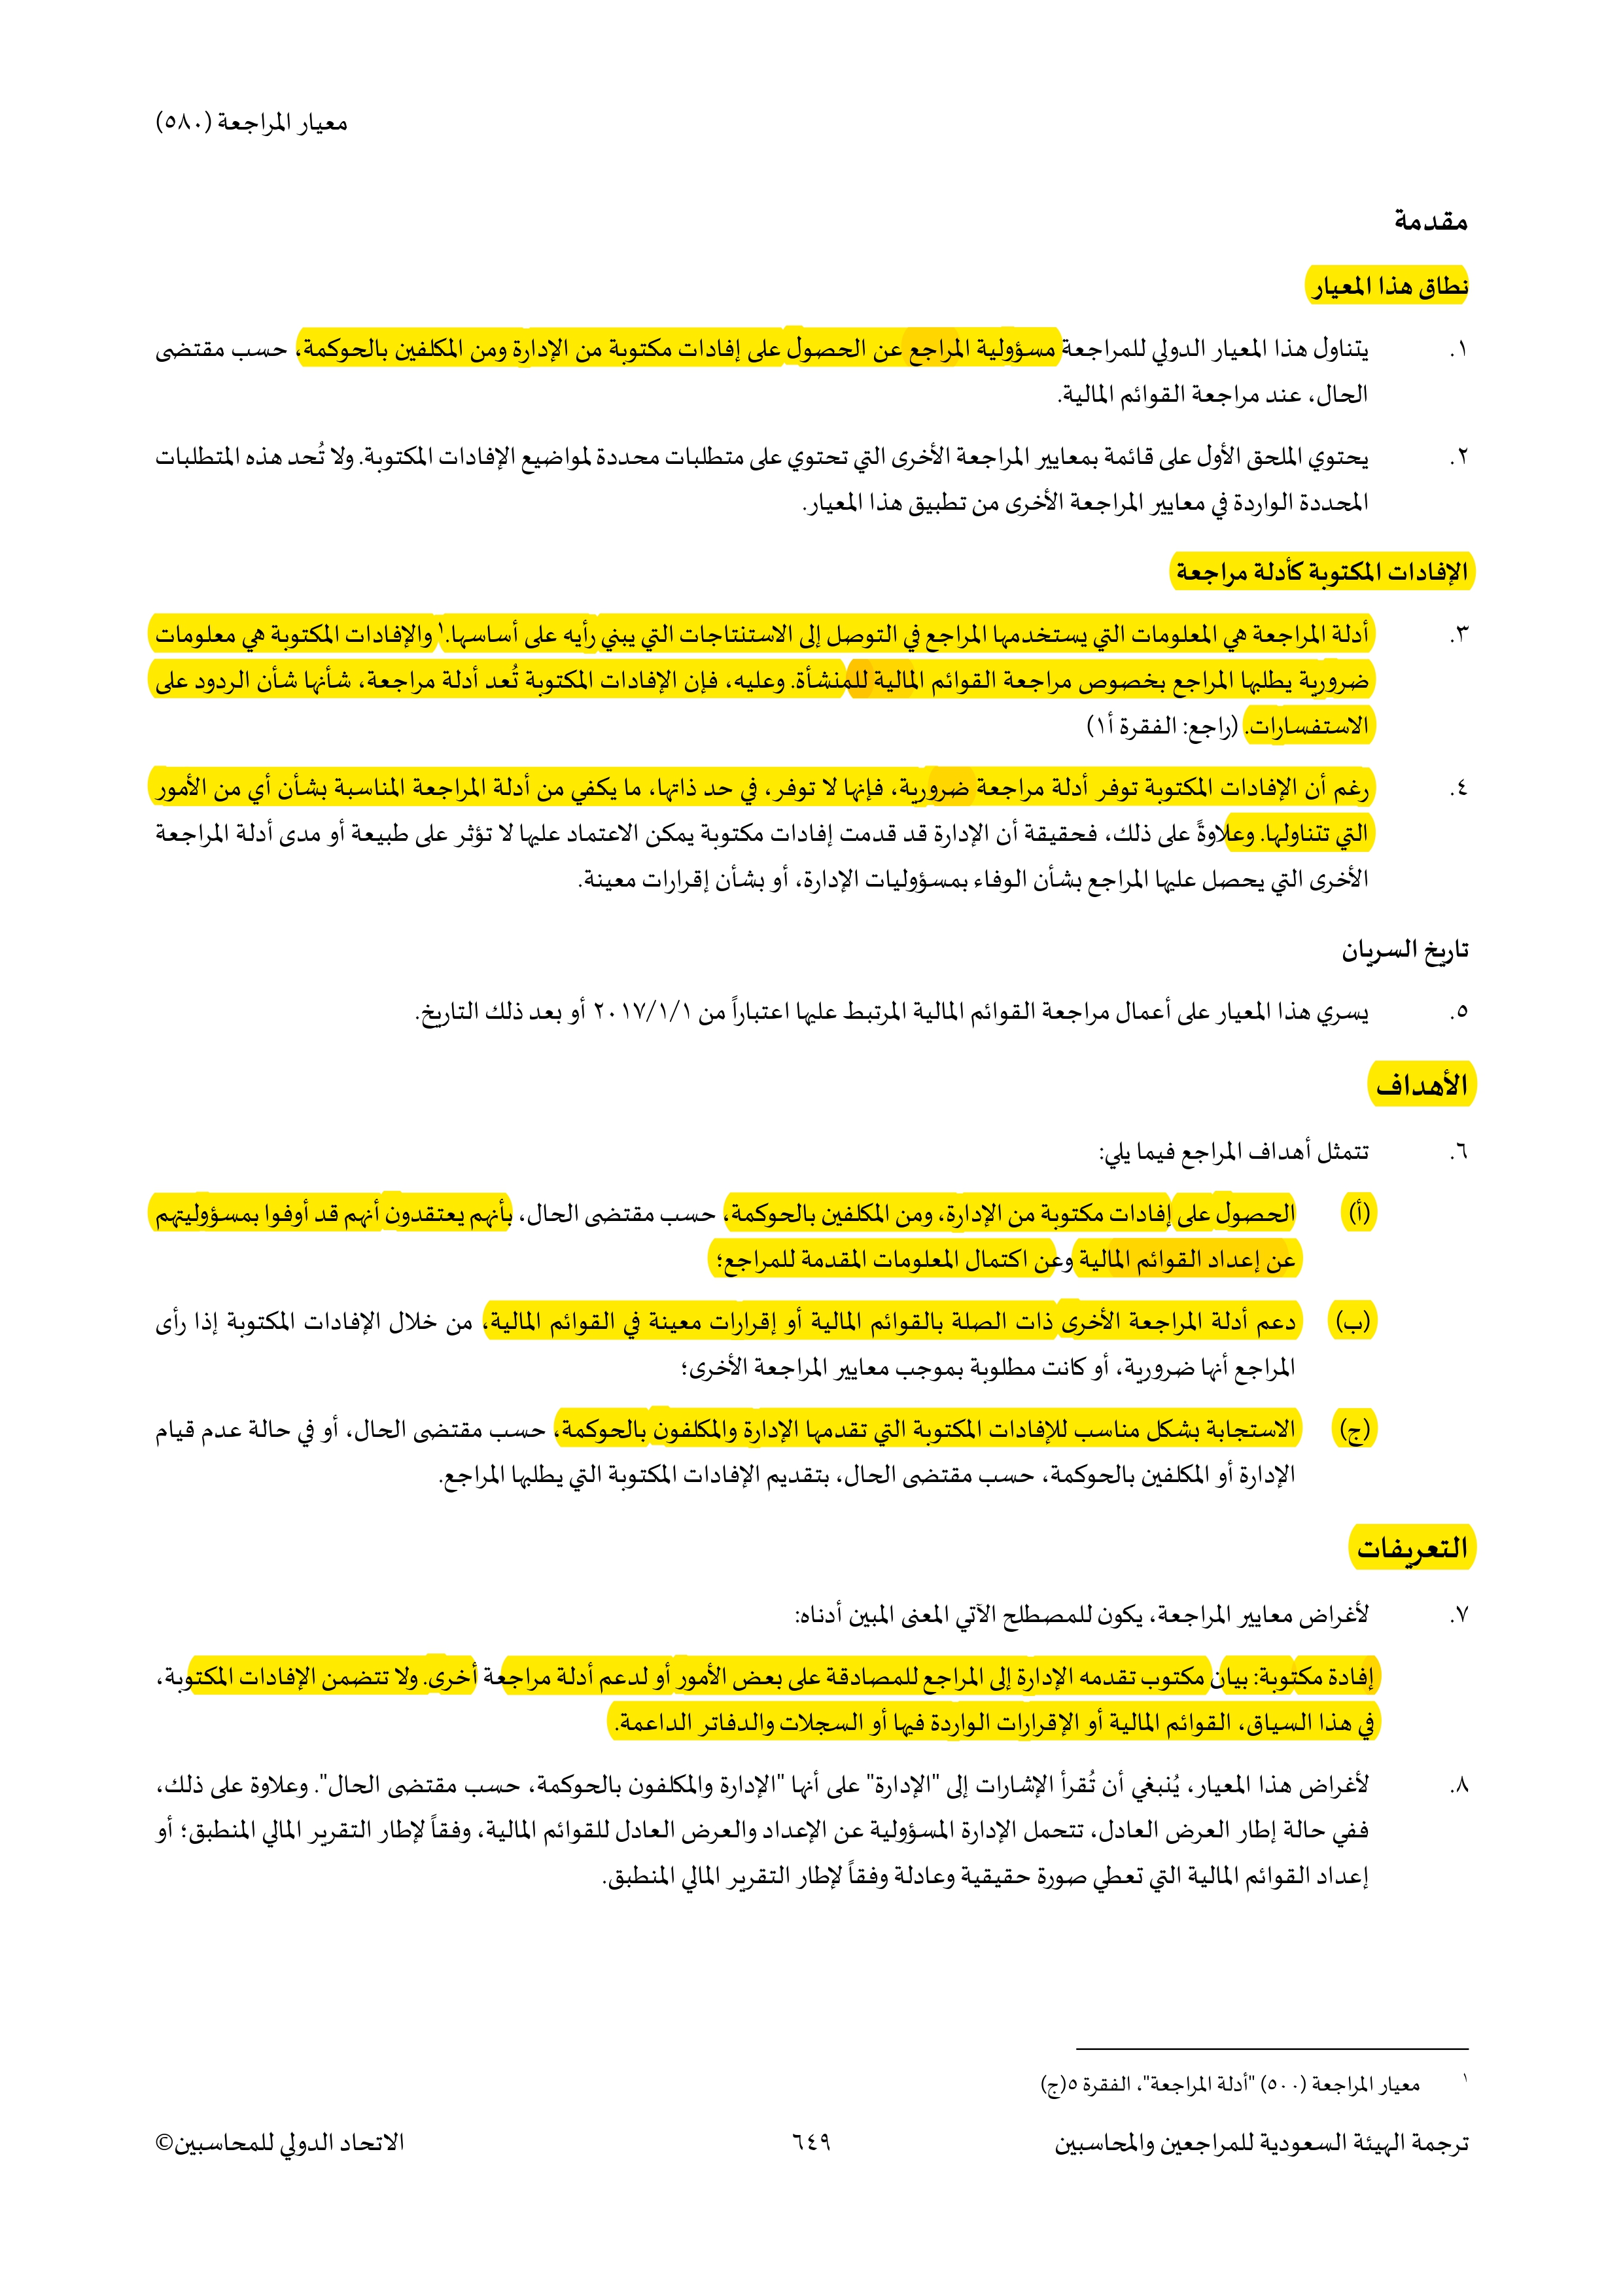 معيار المراجعة (٥٨٠)
مقدمة
نطاق هذا المعيار
١. يتناول هذا المعيار الدولي للمراجعة مسؤولية المراجع عن الحصول على إفادات مكتوبة من الإدارة ومن المكلفين بالحوكمة، حسب مقتضى
الحال، عند مراجعة القوائم المالية.
٢. يحتوي الملحق الأول على قائمة بمعايير المراجعة الأخرى التي تحتوي على متطلبات محددة لمواضيع الإفادات المكتوبة. ولا تُحد هذه المتطلبات
المحددة الواردة في معايير المراجعة الأخرى من تطبيق هذا المعيار.
الإفادات المكتوبة كأدلة مراجعة
٣. أدلة المراجعة هي المعلومات التي يستخدمها المراجع في التوصل إلى الاستنتاجات التي يبني رأيه على أساسها.١ والإفادات المكتوبة هي معلومات
ضرورية يطلبها المراجع بخصوص مراجعة القوائم المالية للمنشأة. وعليه، فإن الإفادات المكتوبة تُعد أدلة مراجعة، شأنها شأن الردود على
الاستفسارات. (راجع: الفقرة أ١)
٤. رغم أن الإفادات المكتوبة توفر أدلة مراجعة ضرورية، فإنها لا توفر، في حد ذاتها، ما يكفي من أدلة المراجعة المناسبة بشأن أي من الأمور
التي تتناولها. وعلاوةً على ذلك، فحقيقة أن الإدارة قد قدمت إفادات مكتوبة يمكن الاعتماد عليها لا تؤثر على طبيعة أو مدى أدلة المراجعة
الأخرى التي يحصل عليها المراجع بشأن الوفاء بمسؤوليات الإدارة، أو بشأن إقرارات معينة.
تاريخ السريان
٥. يسري هذا المعيار على أعمال مراجعة القوائم المالية المرتبط عليها اعتباراً من ٢٠١٧/١/١ أو بعد ذلك التاريخ.
الأهداف
٦. تتمثل أهداف المراجع فيما يلي:
(أ) الحصول على إفادات مكتوبة من الإدارة، ومن المكلفين بالحوكمة، حسب مقتضى الحال، بأنهم يعتقدون أنهم قد أوفوا بمسؤوليتهم
عن إعداد القوائم المالية وعن اكتمال المعلومات المقدمة للمراجع؛
(ب) دعم أدلة المراجعة الأخرى ذات الصلة بالقوائم المالية أو إقرارات معينة في القوائم المالية، من خلال الإفادات المكتوبة إذا رأى
المراجع أنها ضرورية، أو كانت مطلوبة بموجب معايير المراجعة الأخرى؛
(ج) الاستجابة بشكل مناسب للإفادات المكتوبة التي تقدمها الإدارة والمكلفون بالحوكمة، حسب مقتضى الحال، أو في حالة عدم قيام
الإدارة أو المكلفين بالحوكمة، حسب مقتضى الحال، بتقديم الإفادات المكتوبة التي يطلبها المراجع.
التعريفات
٧. لأغراض معايير المراجعة، يكون للمصطلح الآتي المعنى المبين أدناه:
إفادة مكتوبة: بيان مكتوب تقدمه الإدارة إلى المراجع للمصادقة على بعض الأمور أو لدعم أدلة مراجعة أخرى. ولا تتضمن الإفادات المكتوبة،
في هذا السياق، القوائم المالية أو الإقرارات الواردة فيها أو السجلات والدفاتر الداعمة.
٨. لأغراض هذا المعيار، يُنبغي أن تُقرأ الإشارات إلى "الإدارة" على أنها "الإدارة والمكلفون بالحوكمة، حسب مقتضى الحال". وعلاوة على ذلك،
ففي حالة إطار العرض العادل، تتحمل الإدارة المسؤولية عن الإعداد والعرض العادل للقوائم المالية، وفقاً لإطار التقرير المالي المنطبق؛ أو
إعداد القوائم المالية التي تعطي صورة حقيقية وعادلة وفقاً لإطار التقرير المالي المنطبق.
١ معيار المراجعة (٥٠٠) "أدلة المراجعة"، الفقرة ٥(ج)
ترجمة الهيئة السعودية للمراجعين والمحاسبين ٦٤٩ الاتحاد الدولي للمحاسبين©